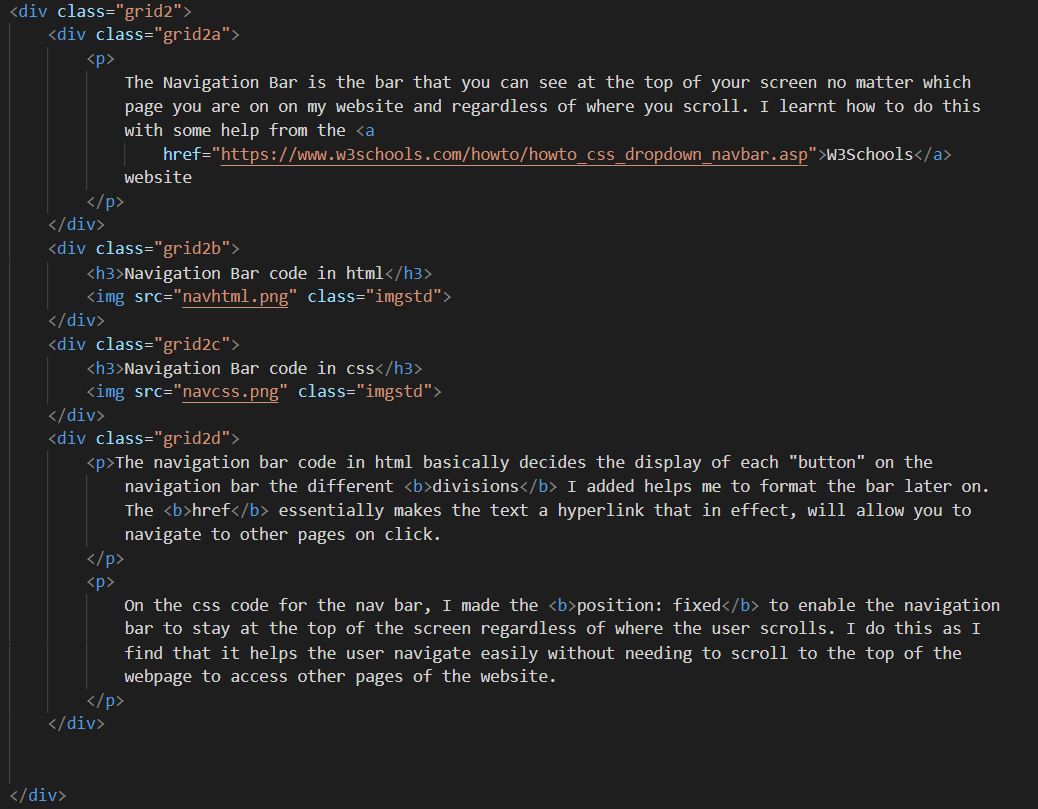 <div class="grid2">
<div class="grid2a">
<p>
The Navigation Bar is the bar that you can see at the top of your screen no matter which
page you are on on my website and regardless of where you scroll. I learnt how to do this
with some help from the <a
href="https://www.w3schools.com/howto/howto_css_dropdown_navbar.asp">W3Schools</a>
website
</p>
</div>
<div class="grid2b">
<h3>Navigation Bar code in html</h3>
<img src="navhtml.png" class="imgstd">
</div>
<div class="grid2c">
<h3>Navigation Bar code in css</h3>
<img src="navcss.png" class="imgstd">
</div>
<div class="grid2d">
<p>The navigation bar code in html basically decides the display of each "button" on the
navigation bar the different <b>divisions</b> I added helps me to format the bar later on.
The <b>href</b> essentially makes the text a hyperlink that in effect, will allow you to
navigate to other pages on click.
</p>
<p>
On the css code for the nav bar, I made the <b>position: fixed</b> to enable the navigation
bar to stay at the top of the screen regardless of where the user scrolls. I do this as I
find that it helps the user navigate easily without needing to scroll to the top of the
webpage to access other pages of the website.
</p>
</div>
</div>